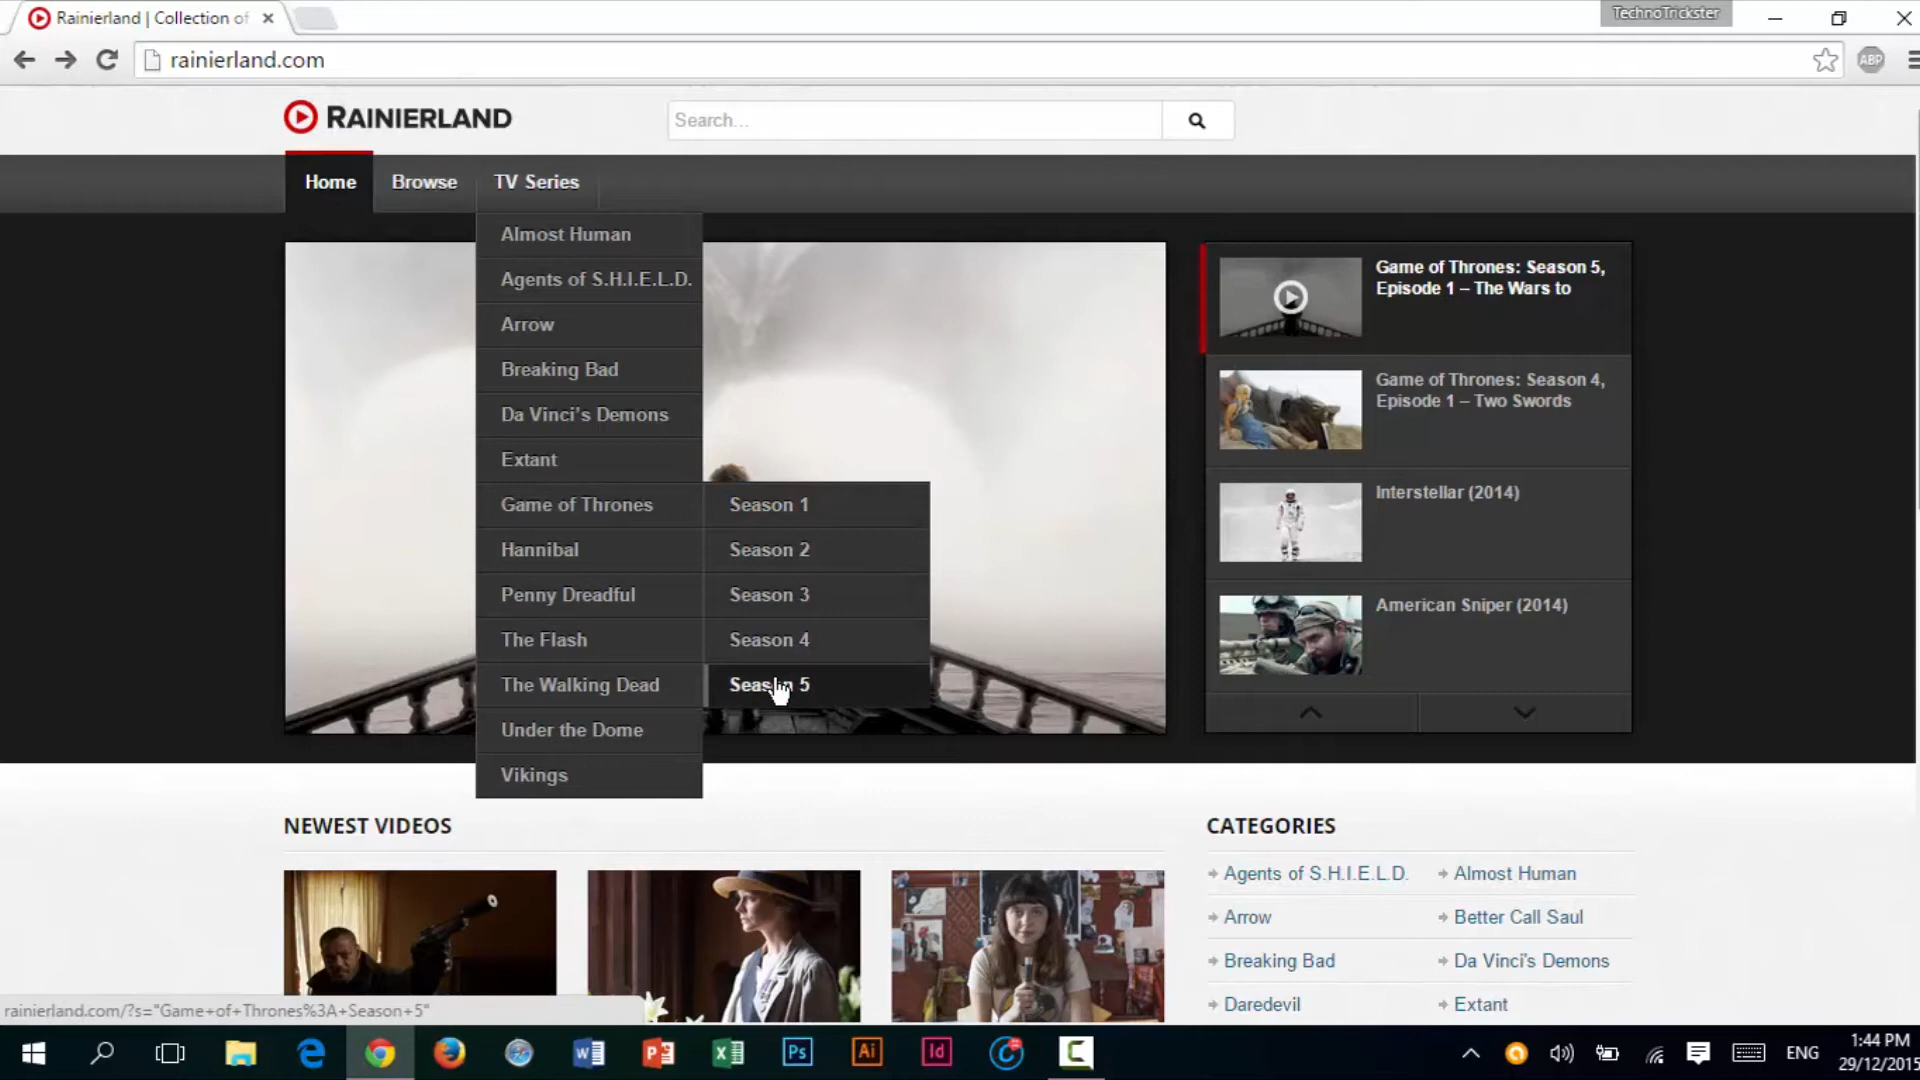 Rainierland | Collection of
TechnoTrickster
rainierland.com
ABP
RAINIERLAND
Search...
Home
Browse
TV Series
Almost Human
Agents of S.H.I.E.L.D.
Arrow
Breaking Bad
Da Vinci's Demons
Extant
Game of Thrones
Hannibal
Penny Dreadful
The Flash
The Walking Dead
Under the Dome
Vikings
Season 1
Season 2
Season 3
Season 4
Season 5
Game of Thrones: Season 5,
Episode 1 – The Wars to
Game of Thrones: Season 4,
Episode 1 – Two Swords
Interstellar (2014)
American Sniper (2014)
NEWEST VIDEOS
CATEGORIES
Agents of S.H.I.E.L.D.
Almost Human
Arrow
Better Call Saul
Breaking Bad
Da Vinci's Demons
Daredevil
Extant
rainierland.com/?s="Game+of+Thrones%3A+Season+5"
Ps
Ai
Id
ENG
1:44 PM
29/12/2015